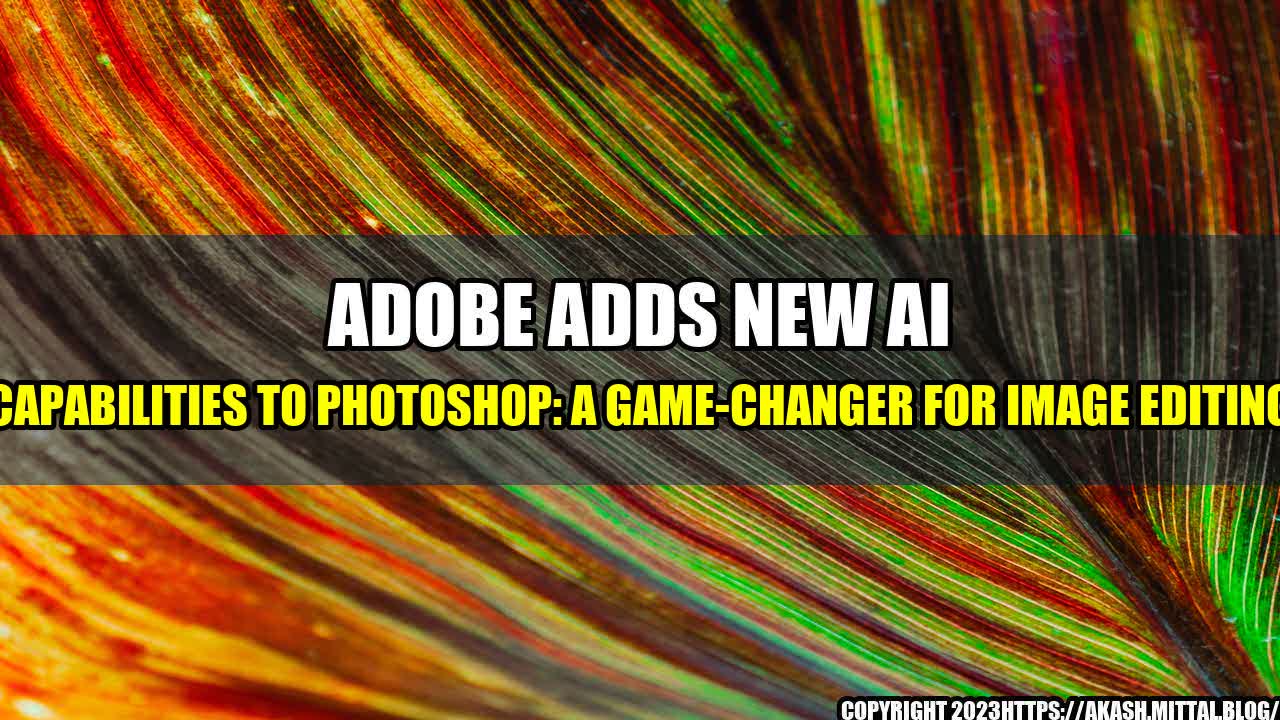 ADOBE ADDS NEW AI
CAPABILITIES TO PHOTOSHOP: A GAME-CHANGER FOR IMAGE EDITING
COPYRIGHT 2023HTTPS://AKASH.MITTAL.BLOG/